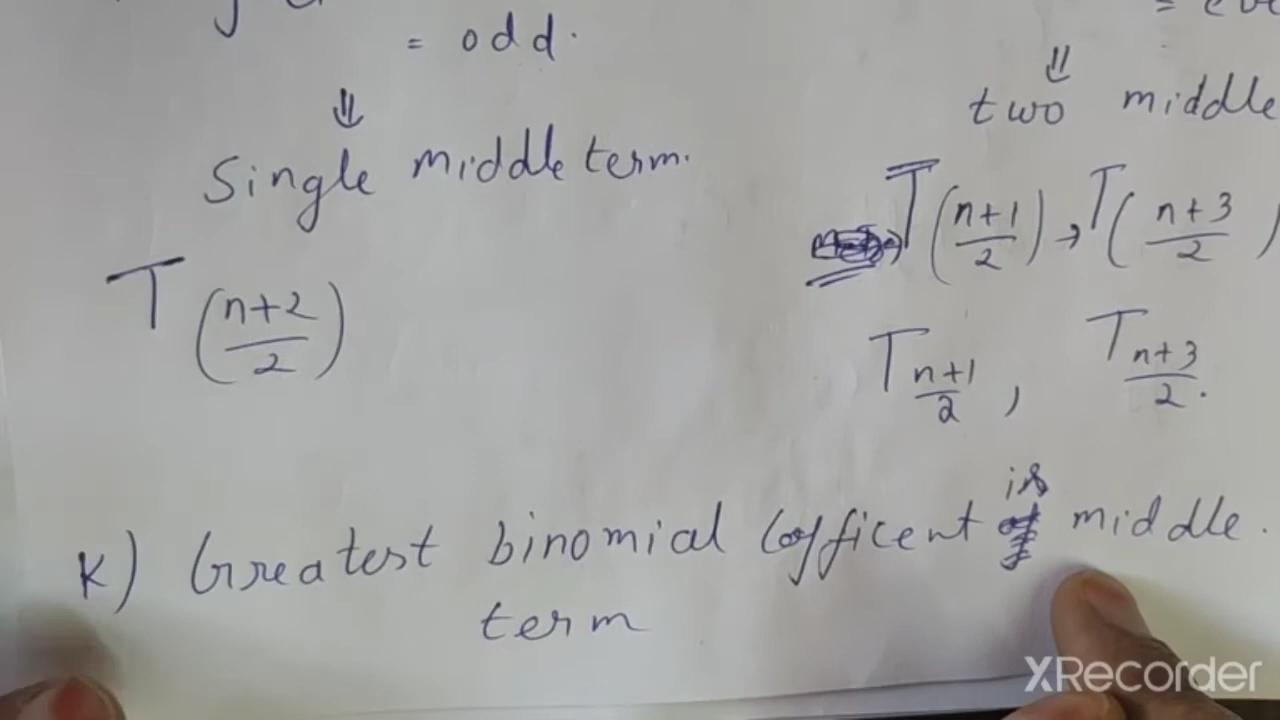 = odd.
⇓
Single middle term.
T(n+2/2)
⇓
two middle
T(n+1/2) → T(n+3/2)
T n+1/2 , T n+3/2 .
K) Greatest binomial Cofficent is middle.
term
XRecorder